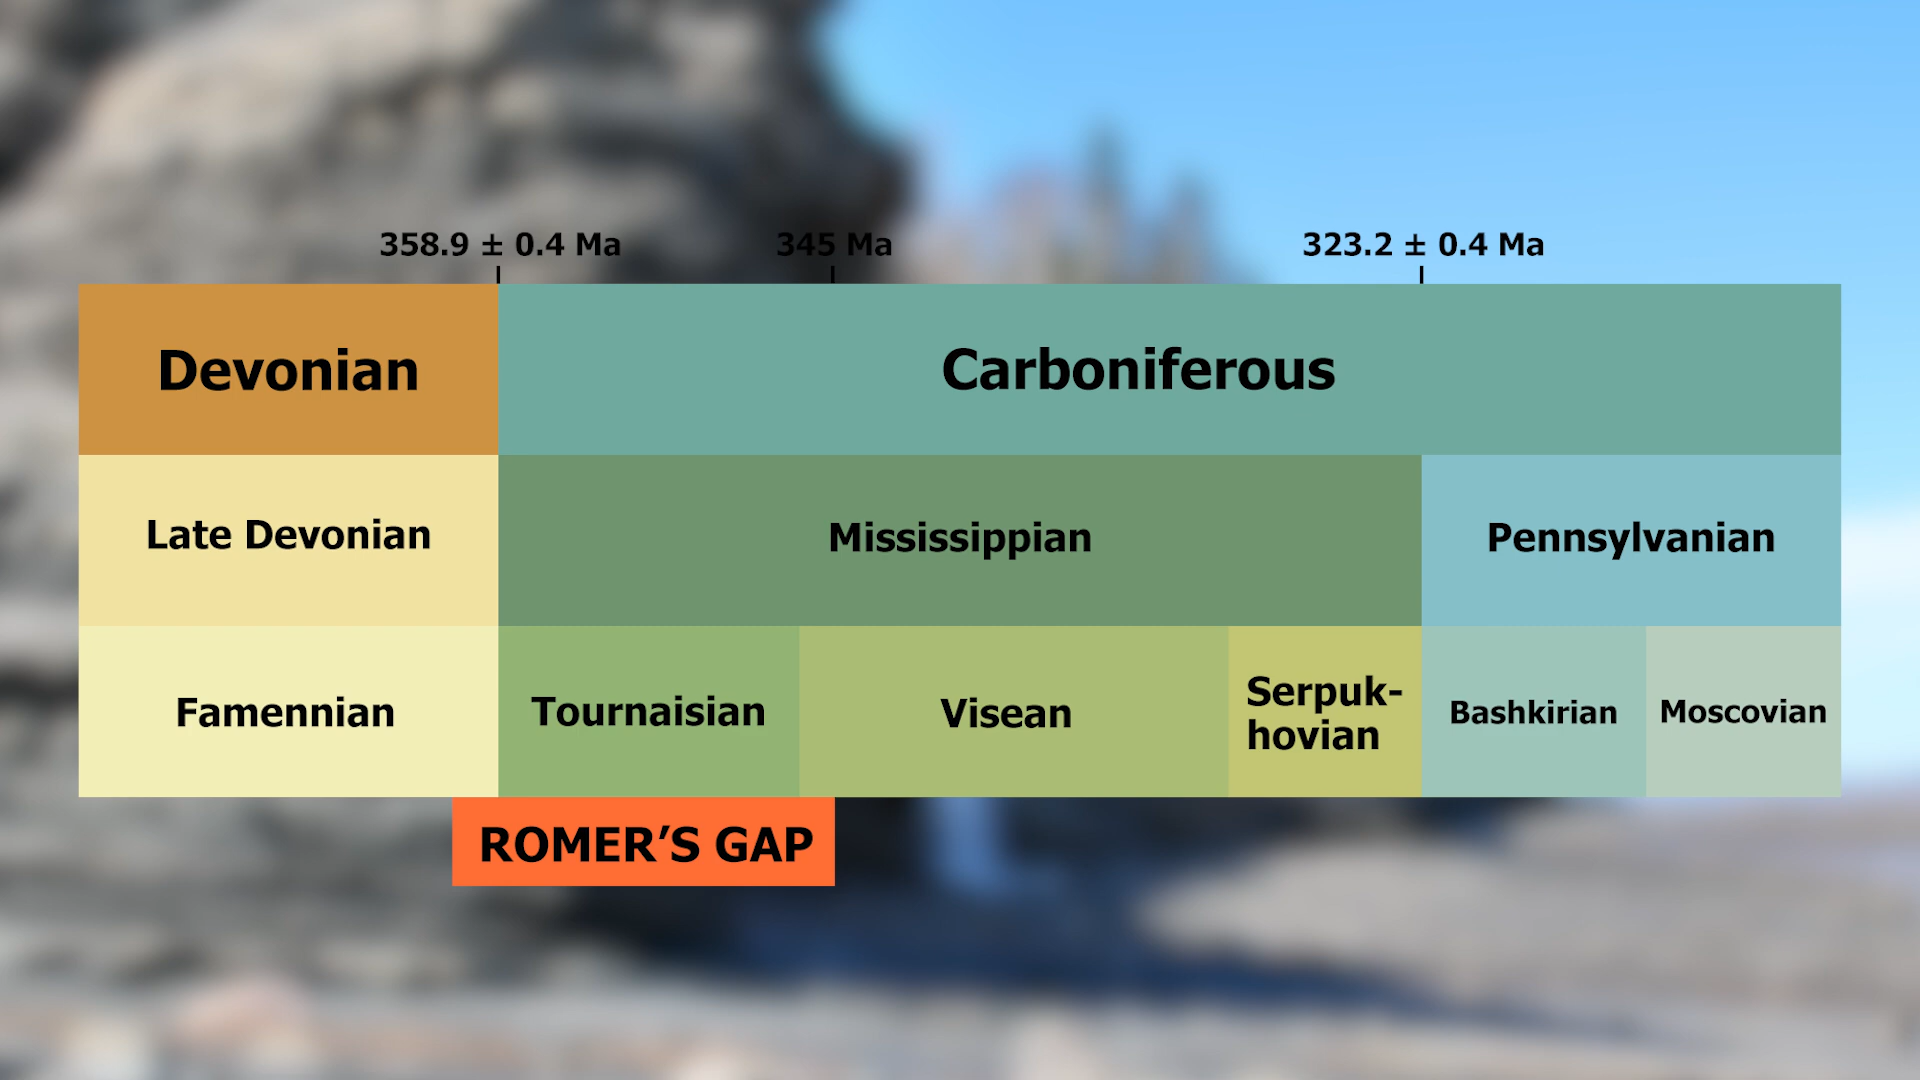 358.9 ± 0.4 Ma
345 Ma
323.2 ± 0.4 Ma
Devonian
Carboniferous
Late Devonian
Mississippian
Pennsylvanian
Famennian
Tournaisian
Visean
Serpuk-
hovian
Bashkirian
Moscovian
ROMER’S GAP